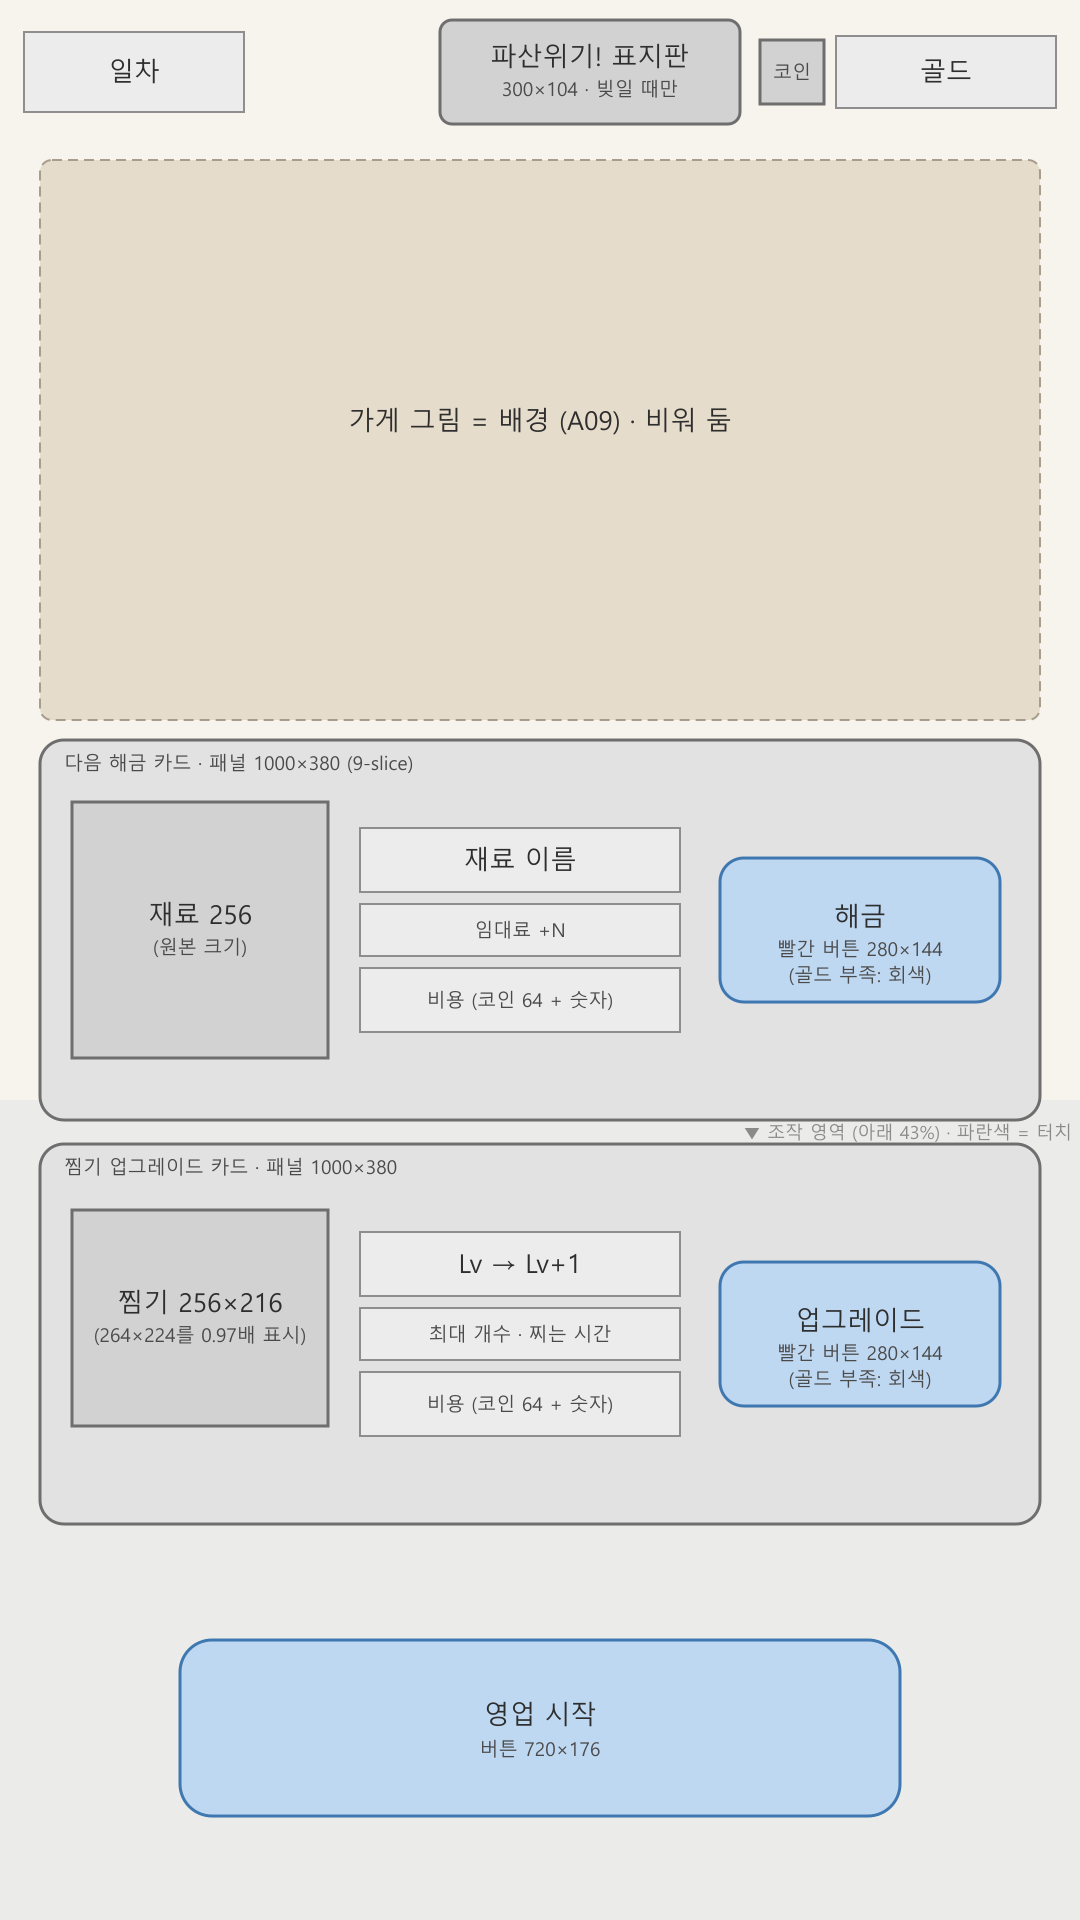 일차
파산위기! 표지판
300×104 · 빚일 때만
코인
골드
가게 그림 = 배경 (A09) · 비워 둠
다음 해금 카드 · 패널 1000×380 (9-slice)
재료 256
(원본 크기)
재료 이름
임대료 +N
비용 (코인 64 + 숫자)
해금
빨간 버튼 280×144
(골드 부족: 회색)
▼ 조작 영역 (아래 43%) · 파란색 = 터치
찜기 업그레이드 카드 · 패널 1000×380
찜기 256×216
(264×224를 0.97배 표시)
Lv → Lv+1
최대 개수 · 찌는 시간
비용 (코인 64 + 숫자)
업그레이드
빨간 버튼 280×144
(골드 부족: 회색)
영업 시작
버튼 720×176